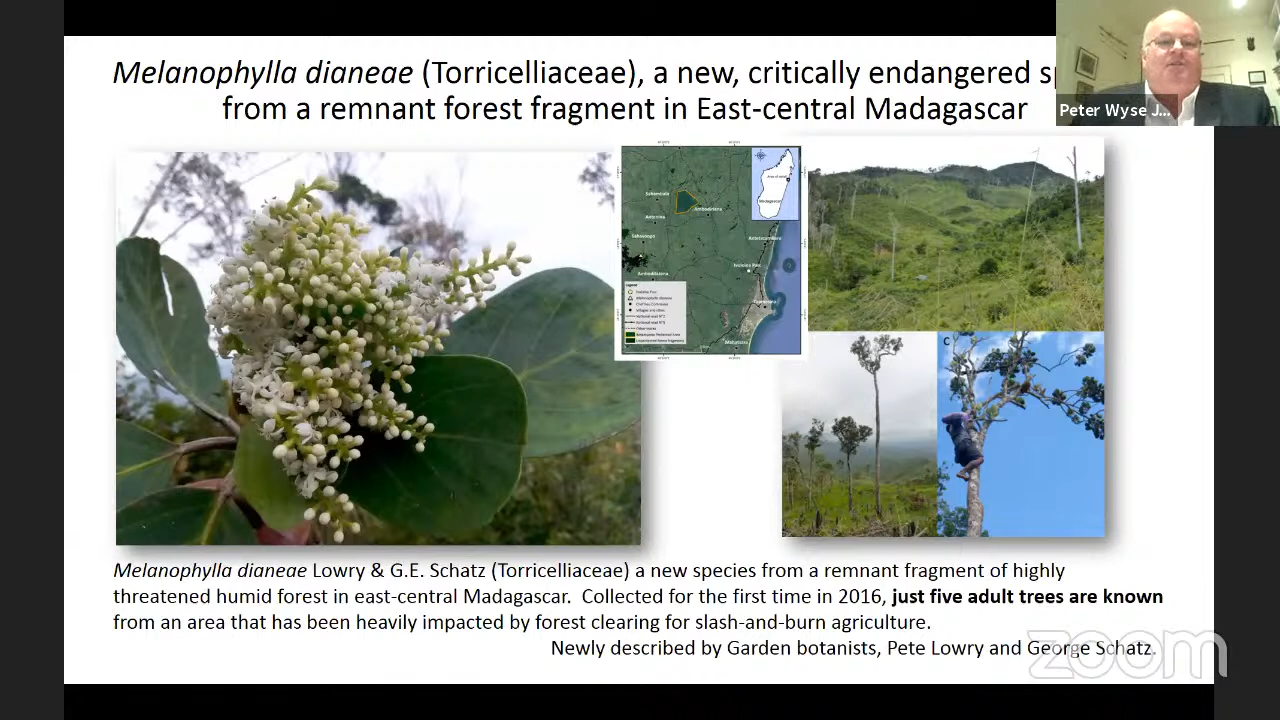 Melanophylla dianeae (Torricelliaceae), a new, critically endangered
from a remnant forest fragment in East-central Madagascar
Peter Wyse J...
Madagascar
C
Melanophylla dianeae Lowry & G.E. Schatz (Torricelliaceae) a new species from a remnant fragment of highly
threatened humid forest in east-central Madagascar. Collected for the first time in 2016, just five adult trees are known
from an area that has been heavily impacted by forest clearing for slash-and-burn agriculture.
Newly described by Garden botanists, Pete Lowry and George Schatz.
zoom